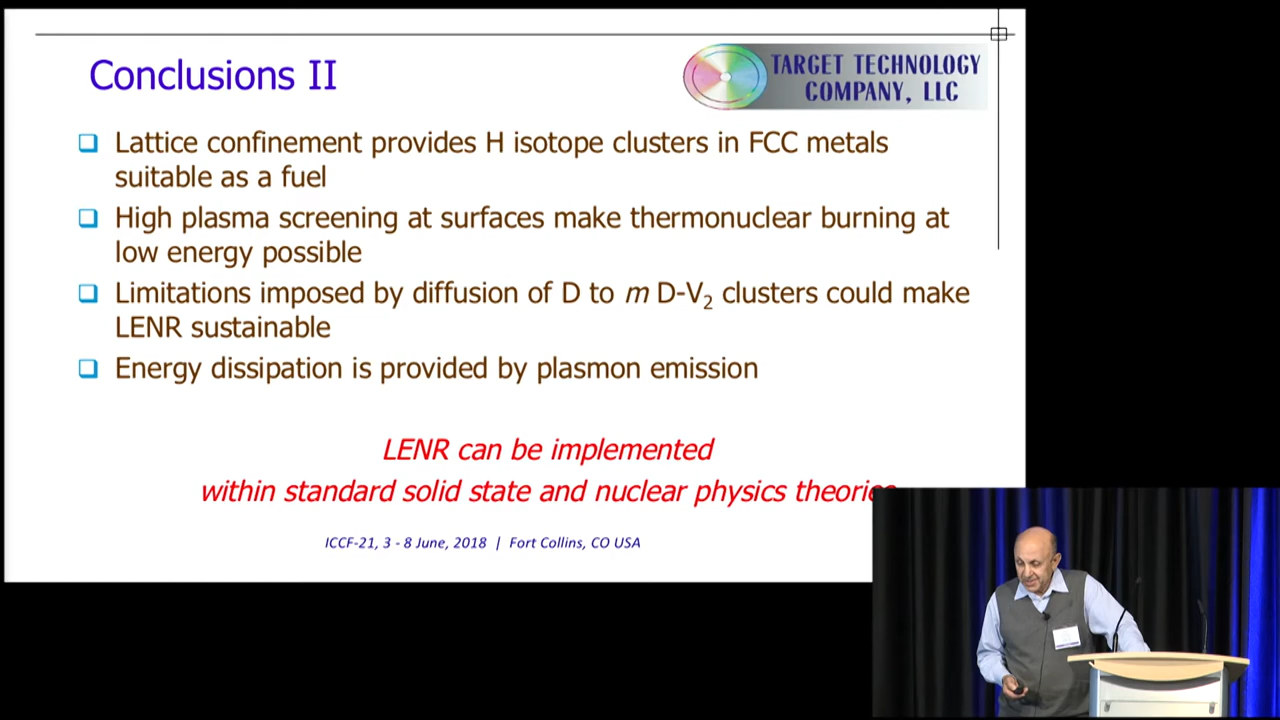 Conclusions II
TARGET TECHNOLOGY
COMPANY, LLC
Lattice confinement provides H isotope clusters in FCC metals
suitable as a fuel
High plasma screening at surfaces make thermonuclear burning at
low energy possible
Limitations imposed by diffusion of D to m D-V2 clusters could make
LENR sustainable
Energy dissipation is provided by plasmon emission
LENR can be implemented
within standard solid state and nuclear physics theories
ICCF-21, 3 - 8 June, 2018 | Fort Collins, CO USA